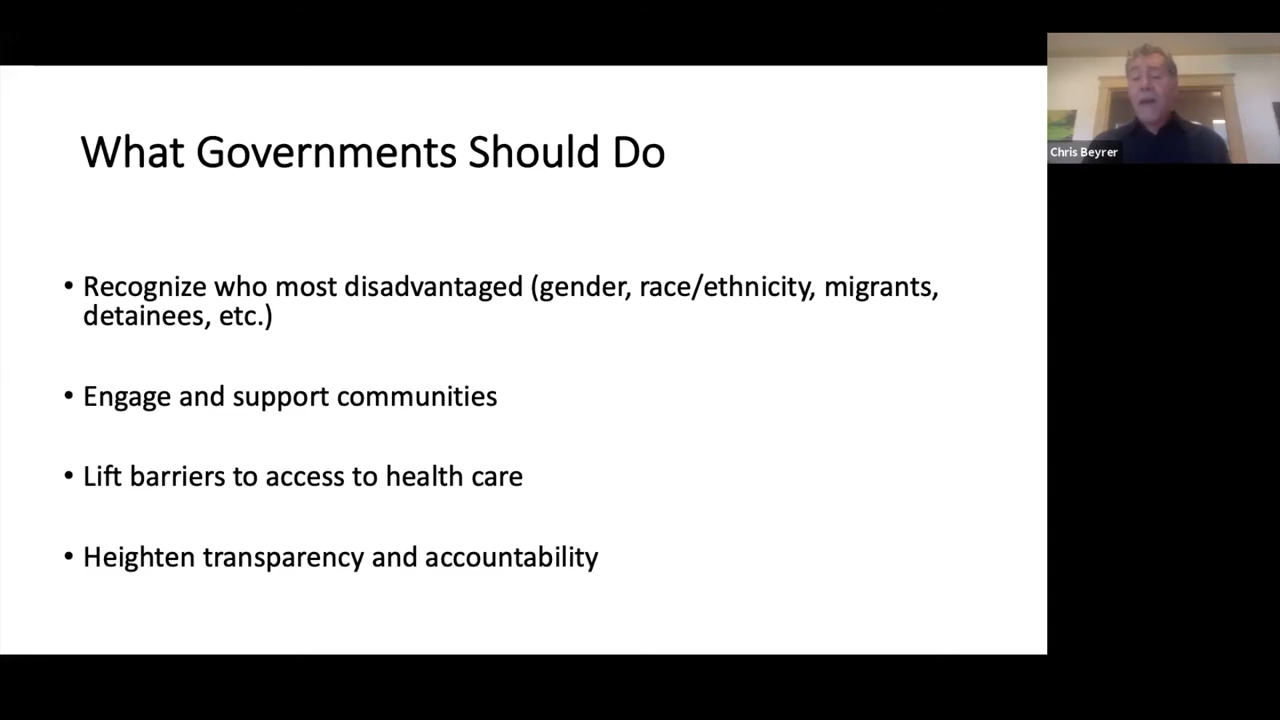 What Governments Should Do
• Recognize who most disadvantaged (gender, race/ethnicity, migrants,
detainees, etc.)
• Engage and support communities
• Lift barriers to access to health care
• Heighten transparency and accountability
Chris Beyrer